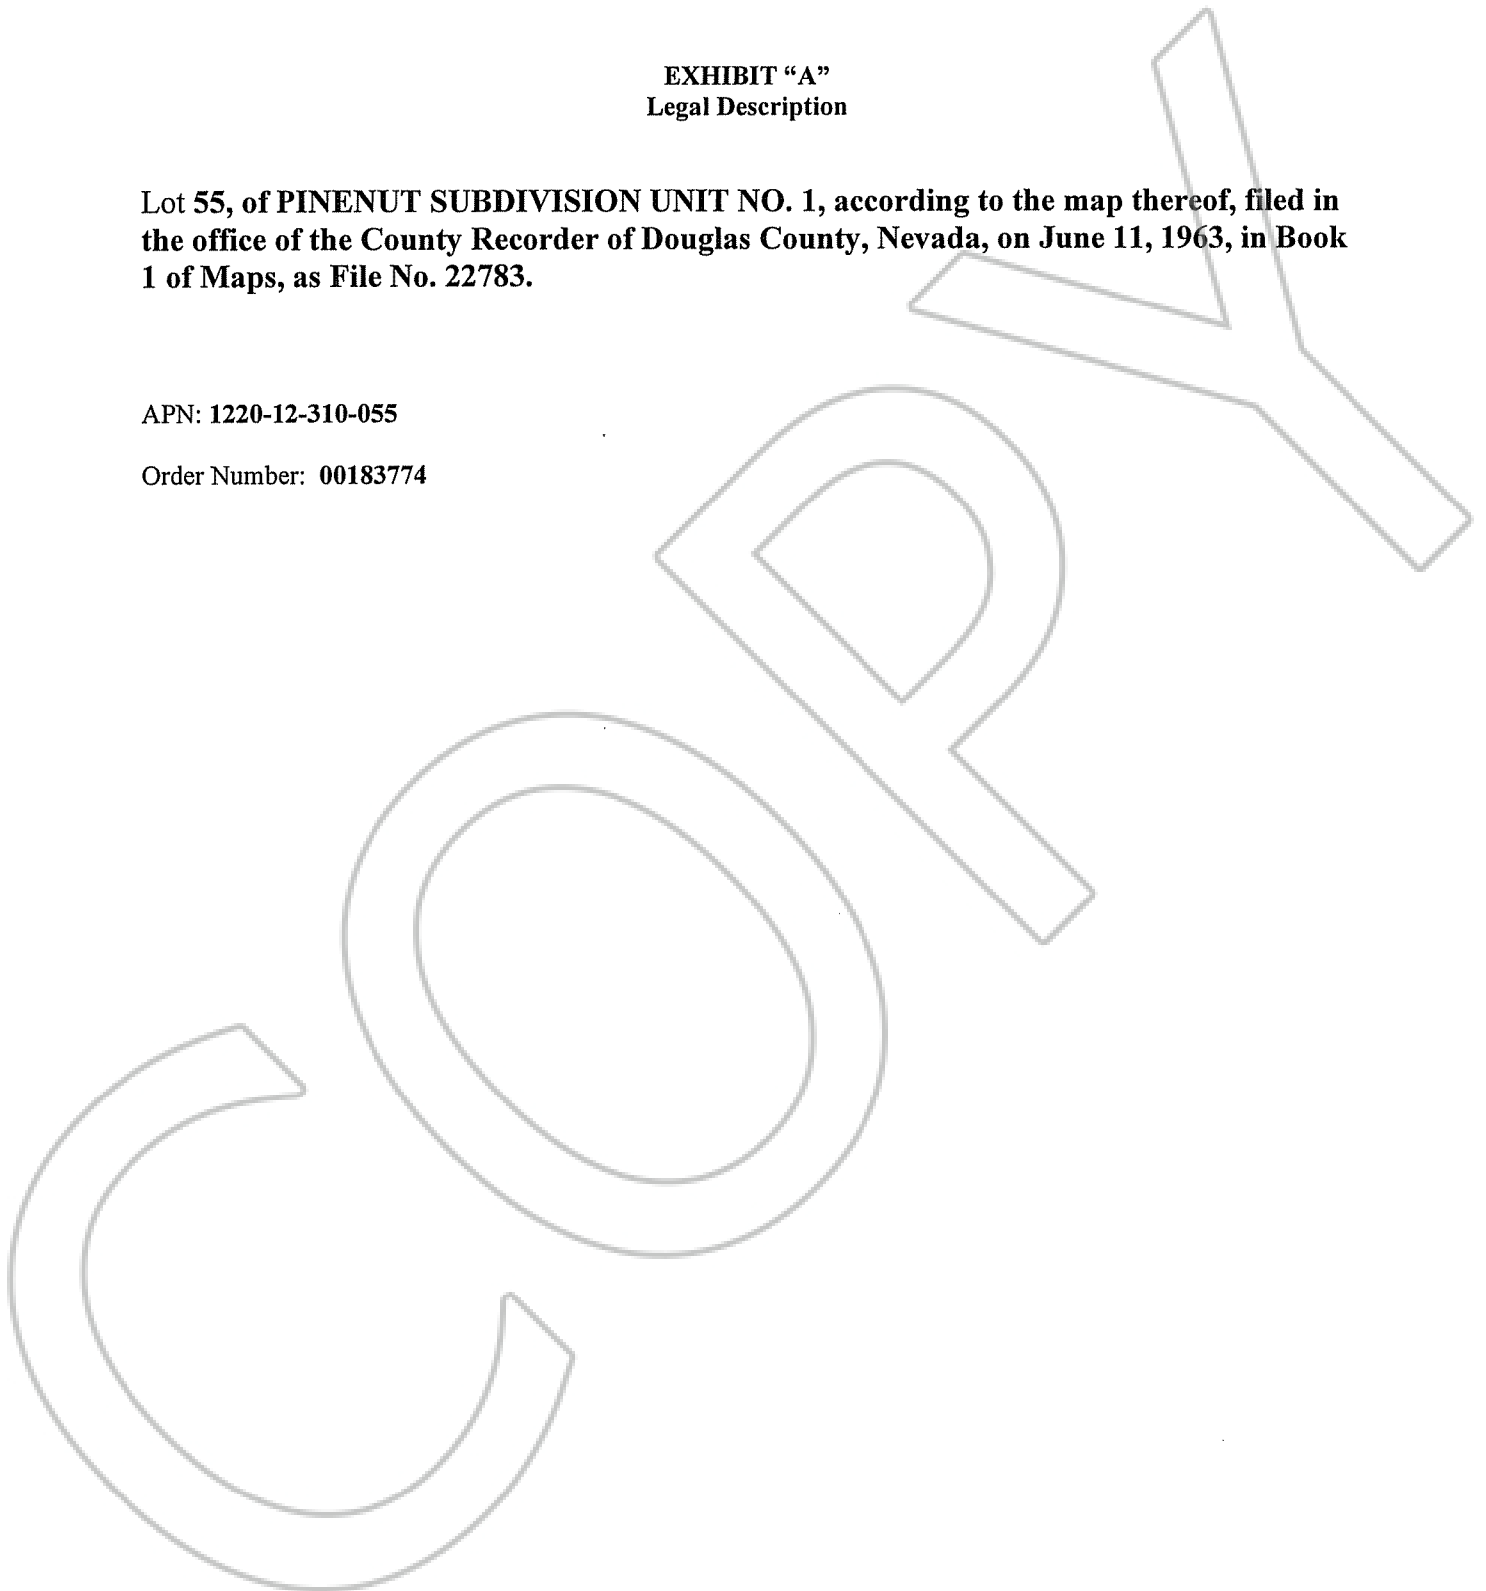 EXHIBIT “A”
Legal Description
Lot 55, of PINENUT SUBDIVISION UNIT NO. 1, according to the map thereof, filed in
the office of the County Recorder of Douglas County, Nevada, on June 11, 1963, in Book
1 of Maps, as File No. 22783.
APN: 1220-12-310-055
Order Number: 00183774
COPY